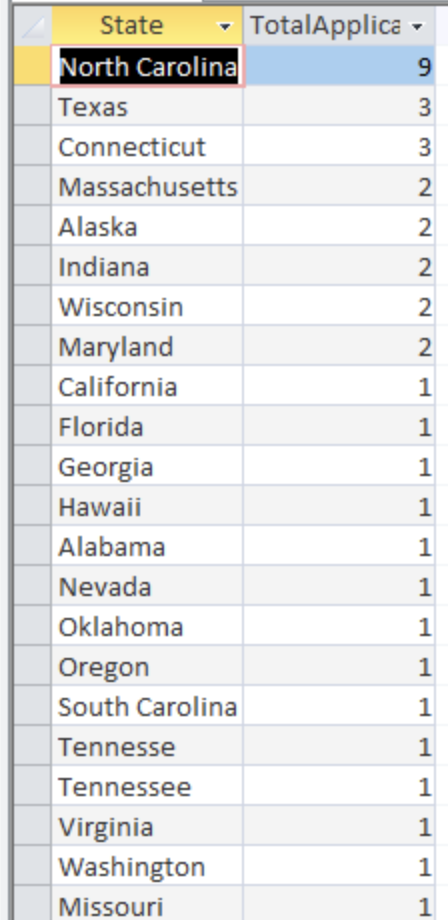 State TotalApplica
North Carolina 9
Texas 3
Connecticut 3
Massachusetts 2
Alaska 2
Indiana 2
Wisconsin 2
Maryland 2
California 1
Florida 1
Georgia 1
Hawaii 1
Alabama 1
Nevada 1
Oklahoma 1
Oregon 1
South Carolina 1
Tennesse 1
Tennessee 1
Virginia 1
Washington 1
Missouri 1